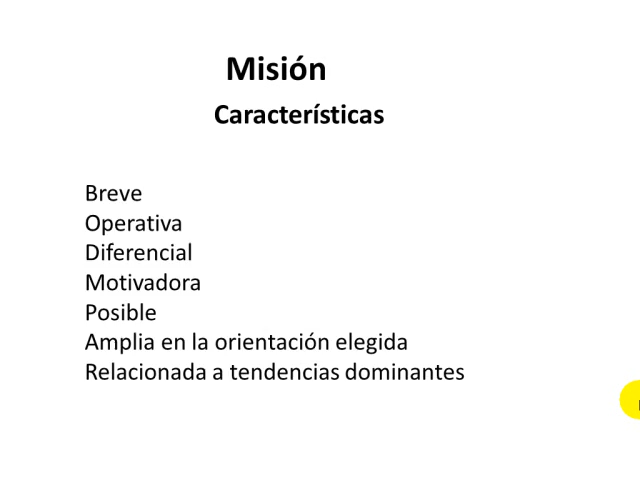 Misión
Características
Breve
Operativa
Diferencial
Motivadora
Posible
Amplia en la orientación elegida
Relacionada a tendencias dominantes